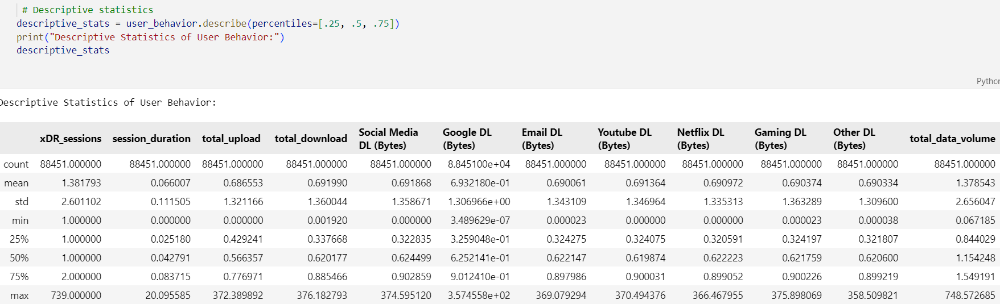 # Descriptive statistics
descriptive_stats = user_behavior.describe(percentiles=[.25, .5, .75])
print("Descriptive Statistics of User Behavior:")
descriptive_stats
Descriptive Statistics of User Behavior:
xDR_sessions session_duration total_upload total_download Social Media DL (Bytes) Google DL (Bytes) Email DL (Bytes) Youtube DL (Bytes) Netflix DL (Bytes) Gaming DL (Bytes) Other DL (Bytes) total_data_volume
count 88451.000000 88451.000000 88451.000000 88451.000000 88451.000000 8.845100e+04 88451.000000 88451.000000 88451.000000 88451.000000 88451.000000 88451.000000
mean 1.381793 0.066007 0.686553 0.691990 0.691868 6.932180e-01 0.690061 0.691364 0.690972 0.690374 0.690334 1.378543
std 2.601102 0.111505 1.321166 1.360044 1.358671 1.306966e+00 1.343109 1.346964 1.335313 1.363289 1.309600 2.656047
min 1.000000 0.000000 0.000000 0.001920 0.000000 3.489629e-07 0.000023 0.000000 0.000000 0.000023 0.000038 0.067185
25% 1.000000 0.025180 0.429241 0.337668 0.322835 3.259048e-01 0.324275 0.324075 0.320591 0.324197 0.321807 0.844029
50% 1.000000 0.042791 0.566357 0.620177 0.624499 6.252141e-01 0.622147 0.619874 0.622223 0.621759 0.620600 1.154248
75% 2.000000 0.083715 0.776971 0.885466 0.902859 9.012410e-01 0.897986 0.900031 0.899052 0.900226 0.899219 1.549191
max 739.000000 20.095585 372.389892 376.182793 374.595120 3.574558e+02 369.079294 370.494376 366.467955 375.898069 358.509821 748.572685